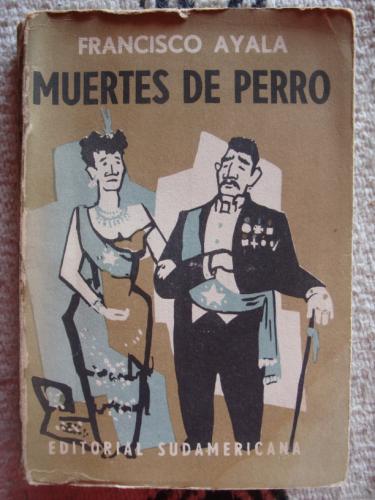 FRANCISCO AYALA
MUERTES DE PERRO
EDITORIAL SUDAMERICANA